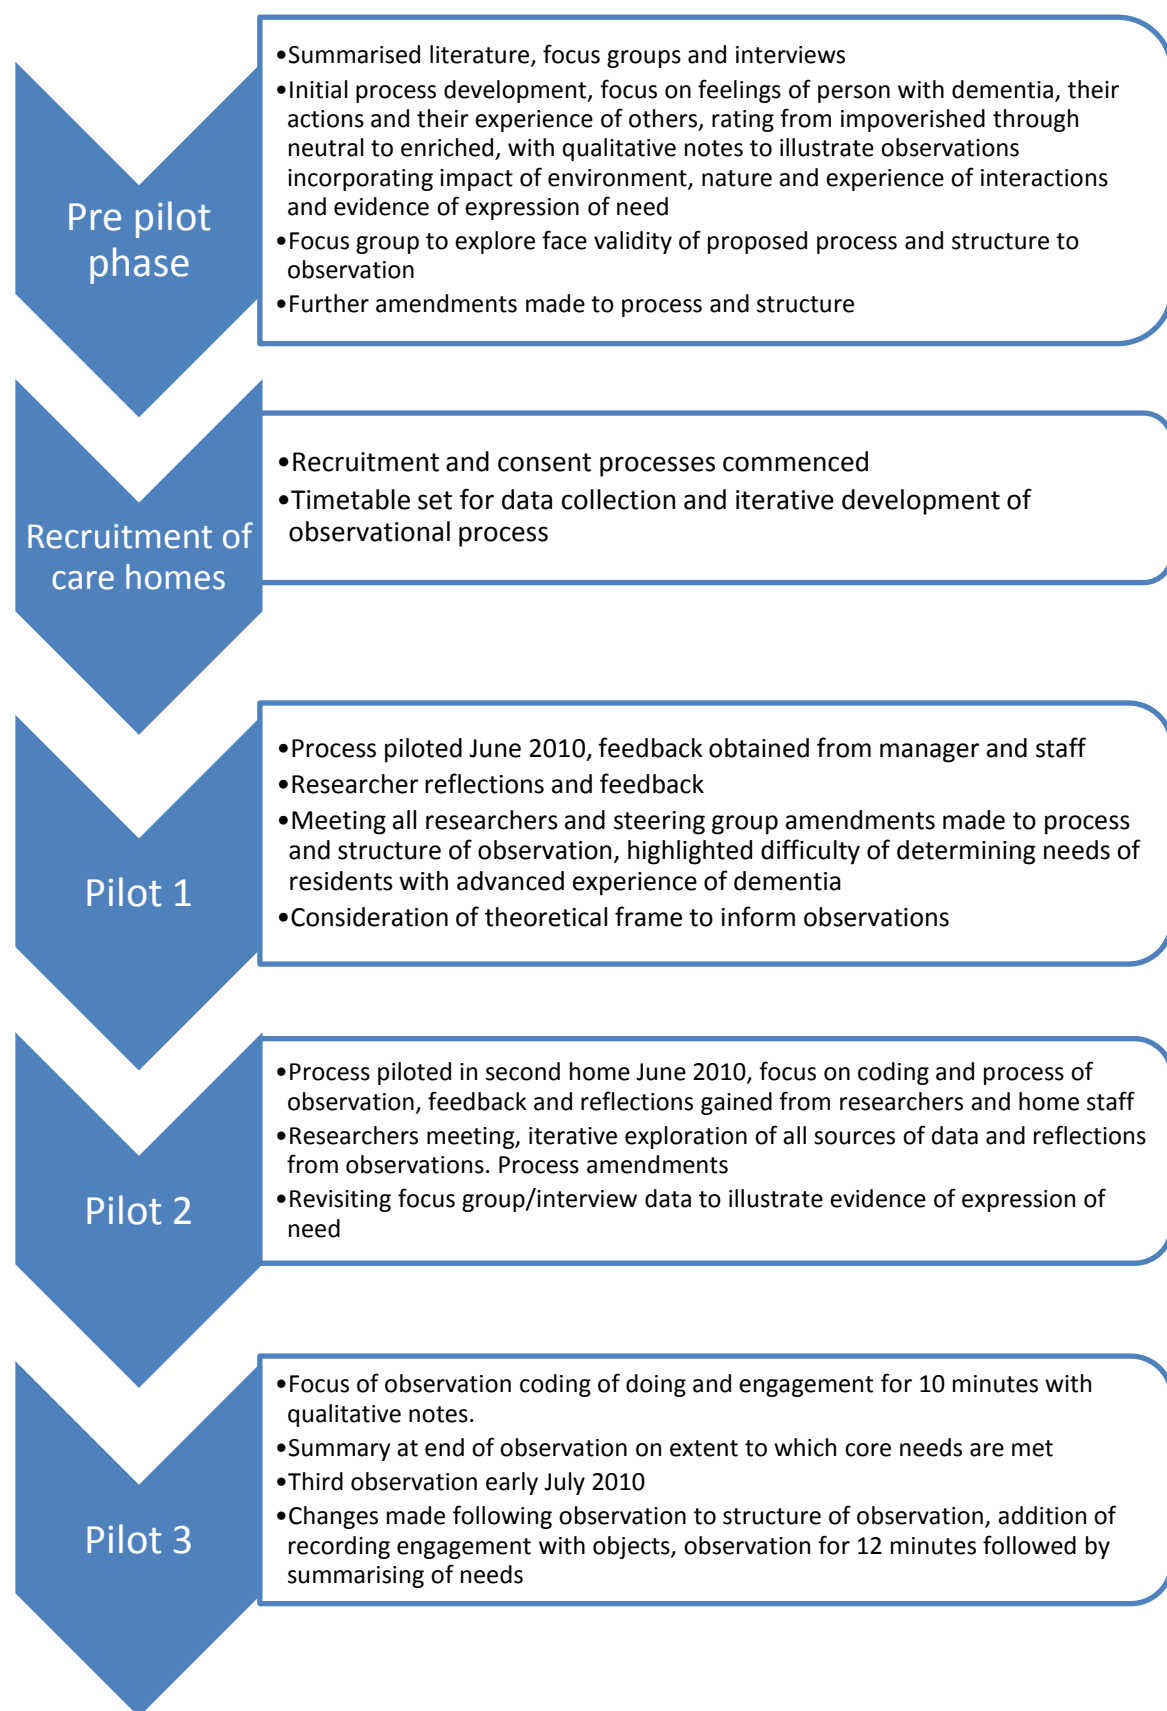 Pre pilot
phase
•Summarised literature, focus groups and interviews
•Initial process development, focus on feelings of person with dementia, their
actions and their experience of others, rating from impoverished through
neutral to enriched, with qualitative notes to illustrate observations
incorporating impact of environment, nature and experience of interactions
and evidence of expression of need
•Focus group to explore face validity of proposed process and structure to
observation
•Further amendments made to process and structure
Recruitment of
care homes
•Recruitment and consent processes commenced
•Timetable set for data collection and iterative development of
observational process
Pilot 1
•Process piloted June 2010, feedback obtained from manager and staff
•Researcher reflections and feedback
•Meeting all researchers and steering group amendments made to process
and structure of observation, highlighted difficulty of determining needs of
residents with advanced experience of dementia
•Consideration of theoretical frame to inform observations
Pilot 2
•Process piloted in second home June 2010, focus on coding and process of
observation, feedback and reflections gained from researchers and home staff
•Researchers meeting, iterative exploration of all sources of data and reflections
from observations. Process amendments
•Revisiting focus group/interview data to illustrate evidence of expression of
need
Pilot 3
•Focus of observation coding of doing and engagement for 10 minutes with
qualitative notes.
•Summary at end of observation on extent to which core needs are met
•Third observation early July 2010
•Changes made following observation to structure of observation, addition of
recording engagement with objects, observation for 12 minutes followed by
summarising of needs